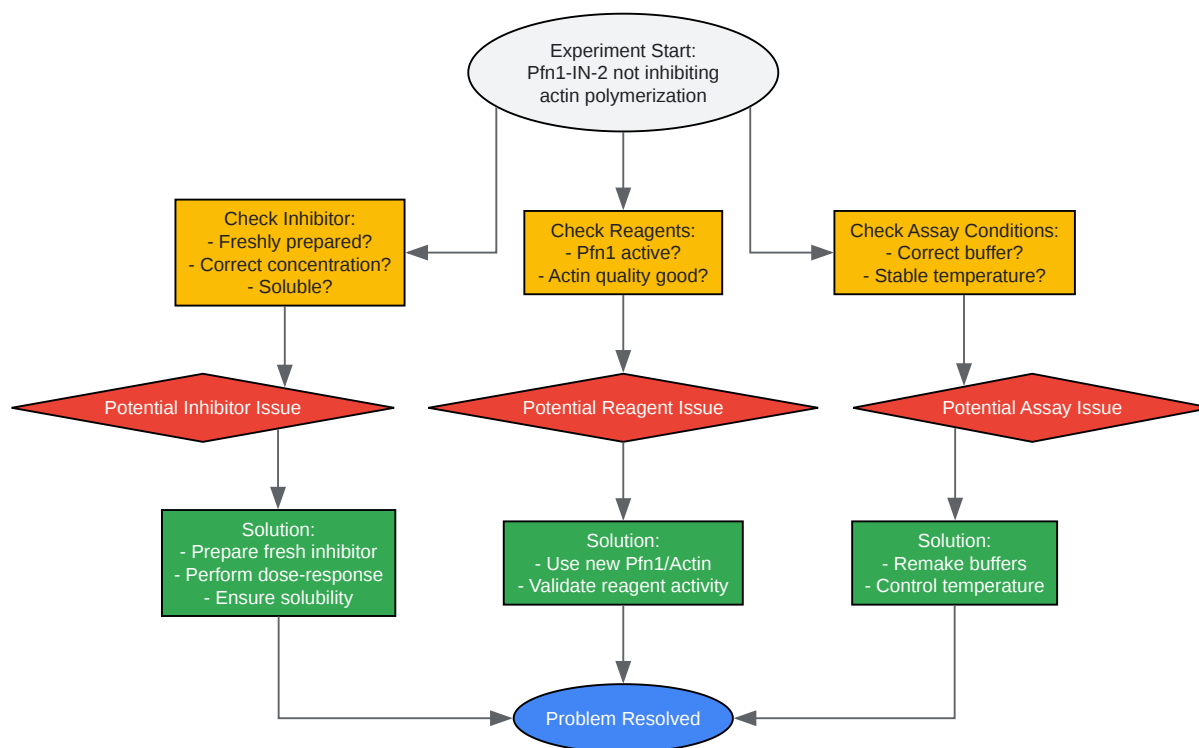 Experiment Start:
Pfn1-IN-2 not inhibiting
actin polymerization
Check Inhibitor:
- Freshly prepared?
- Correct concentration?
- Soluble?
Check Reagents:
- Pfn1 active?
- Actin quality good?
Check Assay Conditions:
- Correct buffer?
- Stable temperature?
Potential Inhibitor Issue
Potential Reagent Issue
Potential Assay Issue
Solution:
- Prepare fresh inhibitor
- Perform dose-response
- Ensure solubility
Solution:
- Use new Pfn1/Actin
- Validate reagent activity
Solution:
- Remake buffers
- Control temperature
Problem Resolved